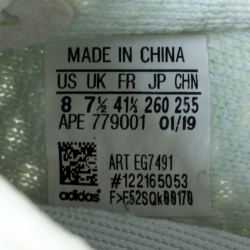 MADE IN CHINA
US UK FR JP CHN
8 7½ 41⅓ 260 255
APE 779001 01/19
ART EG7491
#122165053
adidas F>F52SQk00170